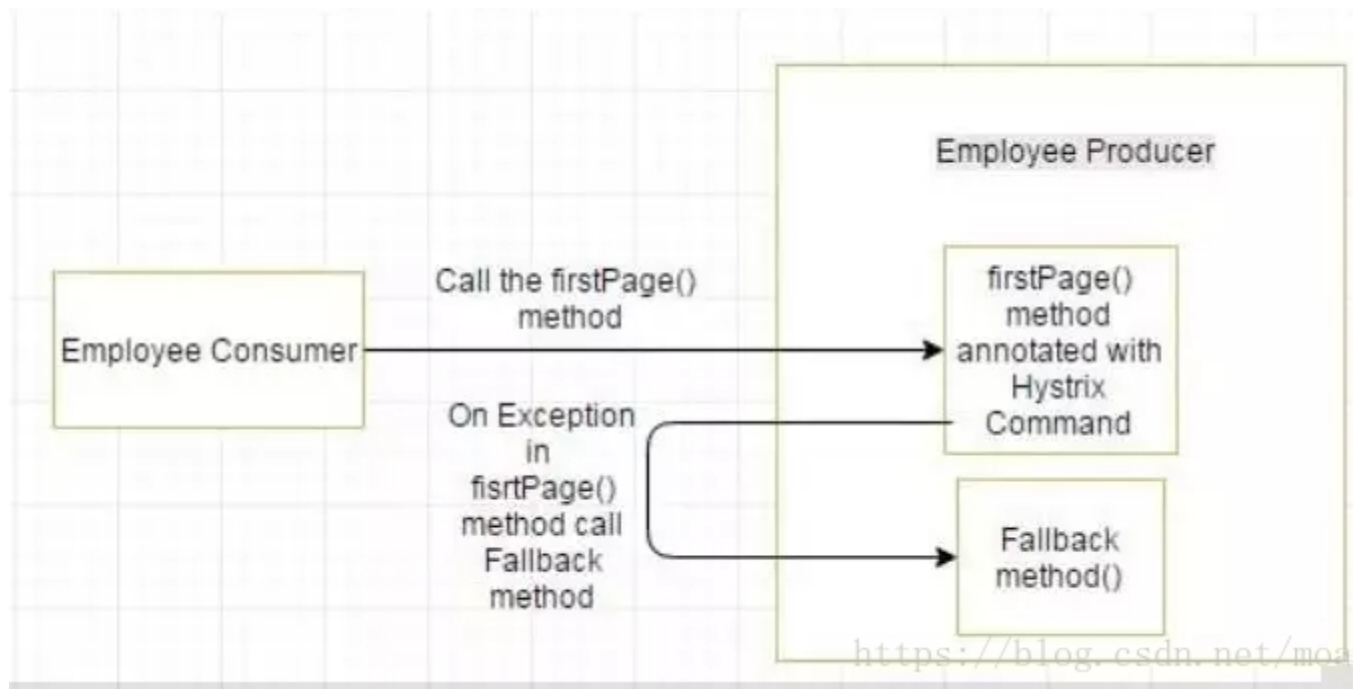 Employee Producer
Call the firstPage()
method
Employee Consumer
firstPage()
method
annotated with
Hystrix
Command
On Exception
in
fisrtPage()
method call
Fallback
method
Fallback
method()
https://blog.csdn.net/moa